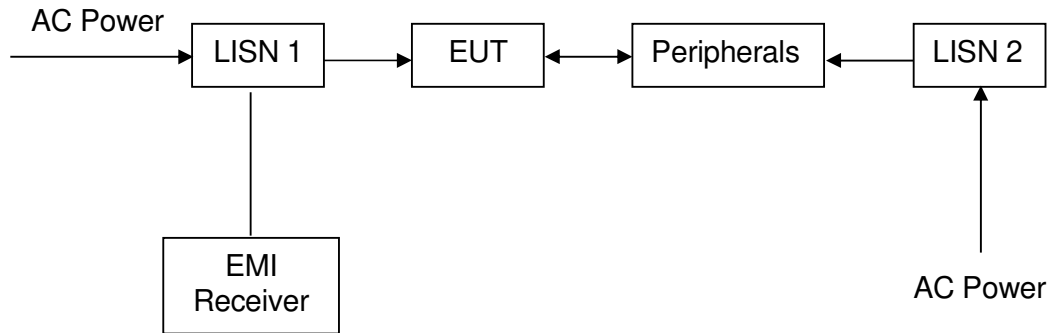 AC Power
LISN 1
EUT
Peripherals
LISN 2
EMI
Receiver
AC Power